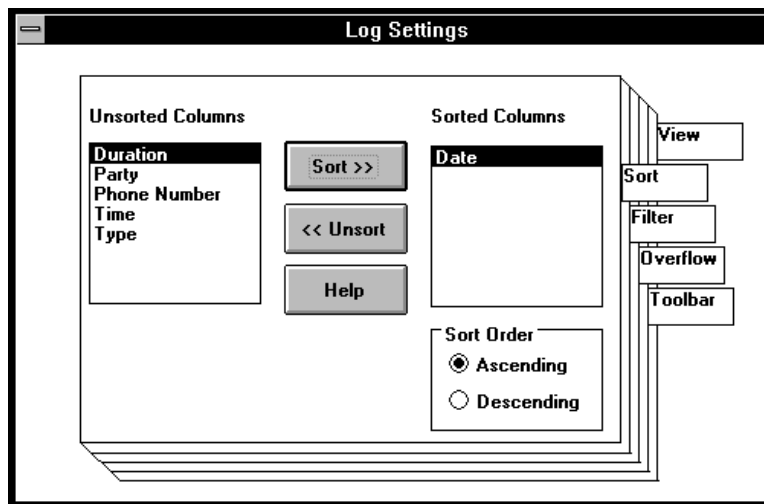 Log Settings
Unsorted Columns
Duration
Party
Phone Number
Time
Type
Sort >>
<< Unsort
Help
Sorted Columns
Date
Sort Order
Ascending
Descending
View
Sort
Filter
Overflow
Toolbar